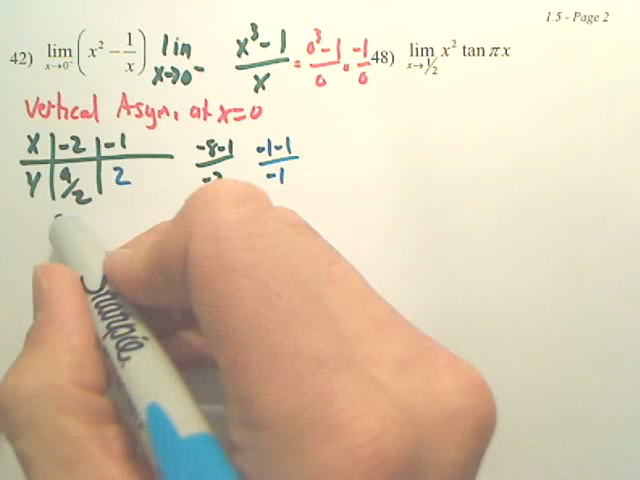 1.5 - Page 2
42) lim x→0⁻ (x² − 1/x) lim x→0⁻ x³-1/x = 0³-1/0 = -1/0
48) lim x→1/2 x² tan πx
Vertical Asym. at x=0
X | -2 | -1 -8-1/-2 -1-1/-1
Y | 9/2 | 2
Sharpie